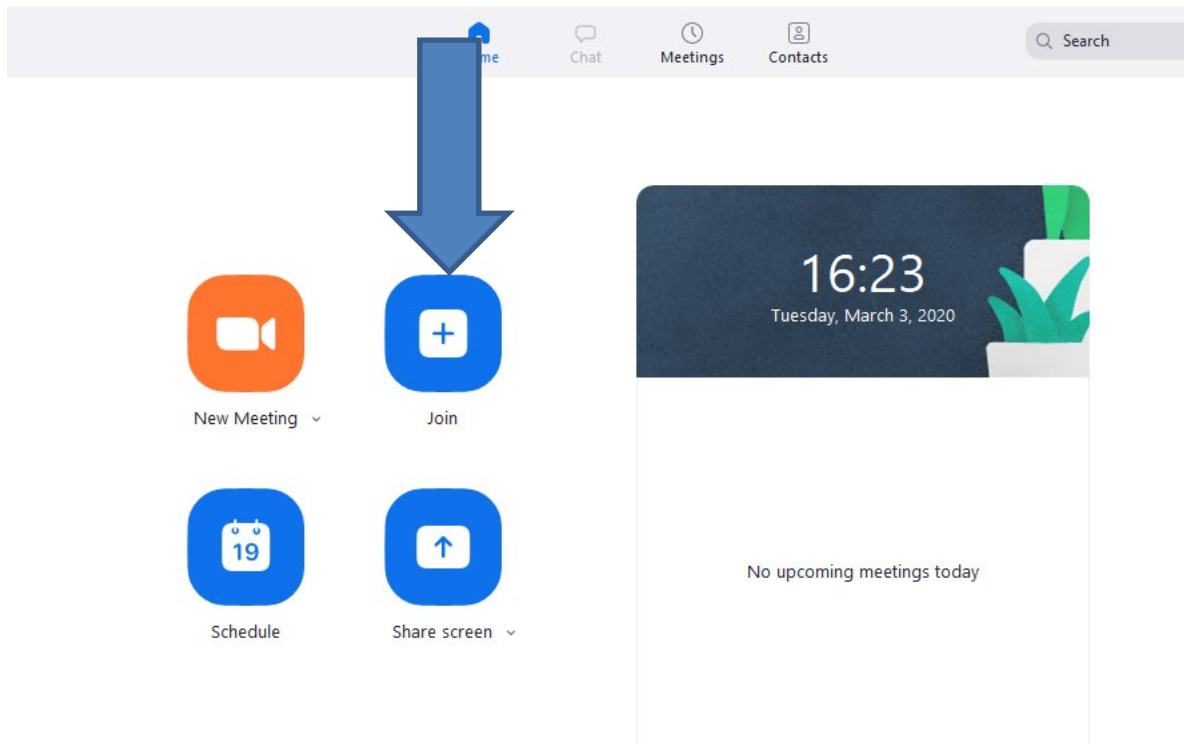 me
Chat
Meetings
Contacts
Search
16:23
Tuesday, March 3, 2020
New Meeting
Join
19
Schedule
Share screen
No upcoming meetings today